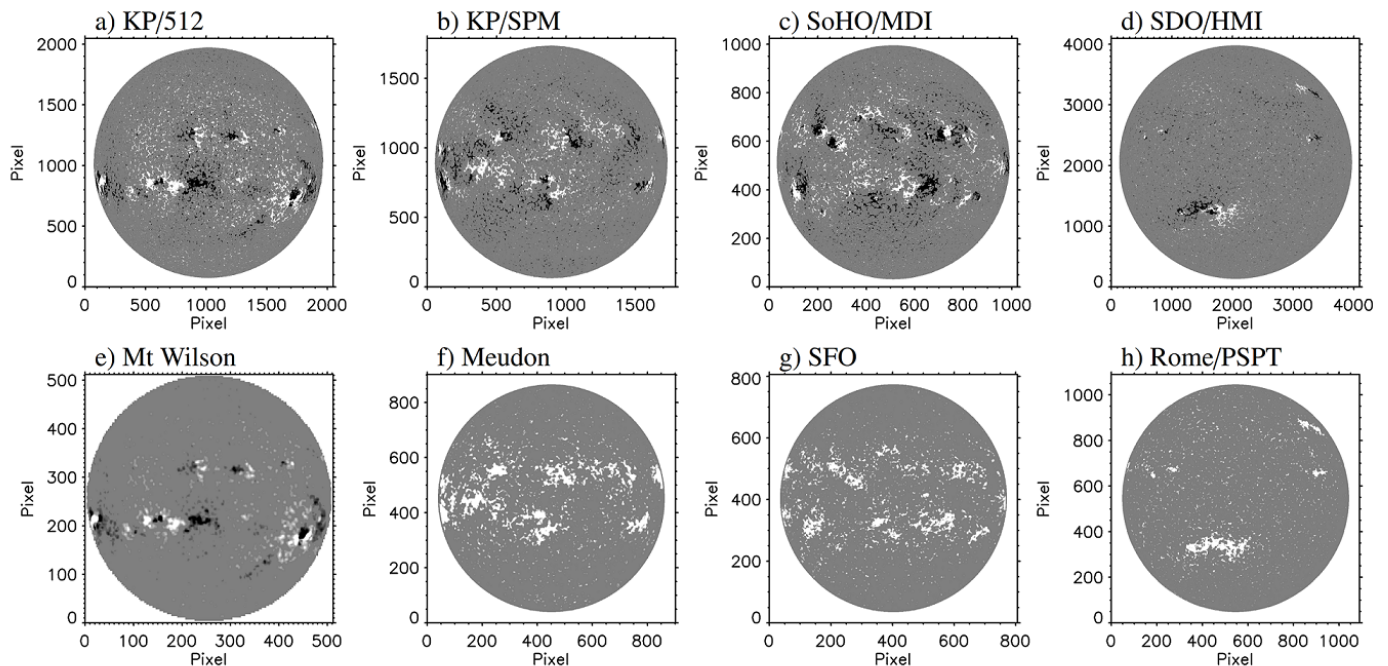 a) KP/512
b) KP/SPM
c) SoHO/MDI
d) SDO/HMI
2000
1500
1000
500
0
Pixel
0 500 1000 1500 2000
Pixel
1500
1000
500
0
Pixel
0 500 1000 1500
Pixel
1000
800
600
400
200
0
Pixel
0 200 400 600 800 1000
Pixel
4000
3000
2000
1000
0
Pixel
0 1000 2000 3000 4000
Pixel
e) Mt Wilson
f) Meudon
g) SFO
h) Rome/PSPT
500
400
300
200
100
0
Pixel
0 100 200 300 400 500
Pixel
800
600
400
200
0
Pixel
0 200 400 600 800
Pixel
800
600
400
200
0
Pixel
0 200 400 600 800
Pixel
1000
800
600
400
200
0
Pixel
0 200 400 600 800 1000
Pixel